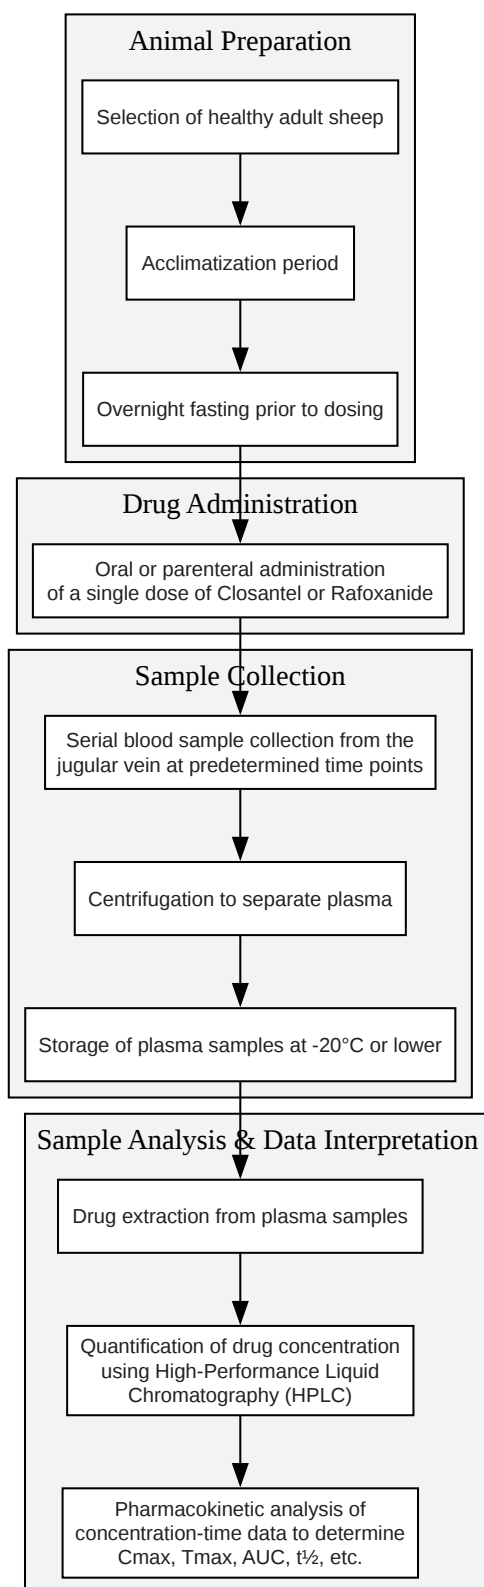 Animal Preparation
Selection of healthy adult sheep
Acclimatization period
Overnight fasting prior to dosing
Drug Administration
Oral or parenteral administration
of a single dose of Closantel or Rafoxanide
Sample Collection
Serial blood sample collection from the
jugular vein at predetermined time points
Centrifugation to separate plasma
Storage of plasma samples at -20°C or lower
Sample Analysis & Data Interpretation
Drug extraction from plasma samples
Quantification of drug concentration
using High-Performance Liquid
Chromatography (HPLC)
Pharmacokinetic analysis of
concentration-time data to determine
Cmax, Tmax, AUC, t½, etc.